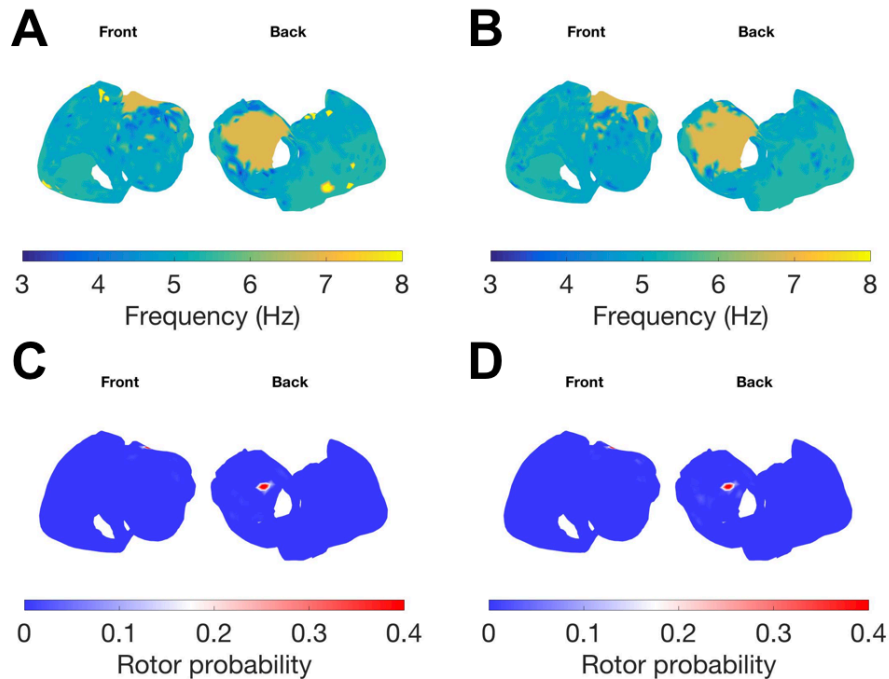 A
Front Back
3 4 5 6 7 8
Frequency (Hz)
B
Front Back
3 4 5 6 7 8
Frequency (Hz)
C
Front Back
0 0.1 0.2 0.3 0.4
Rotor probability
D
Front Back
0 0.1 0.2 0.3 0.4
Rotor probability